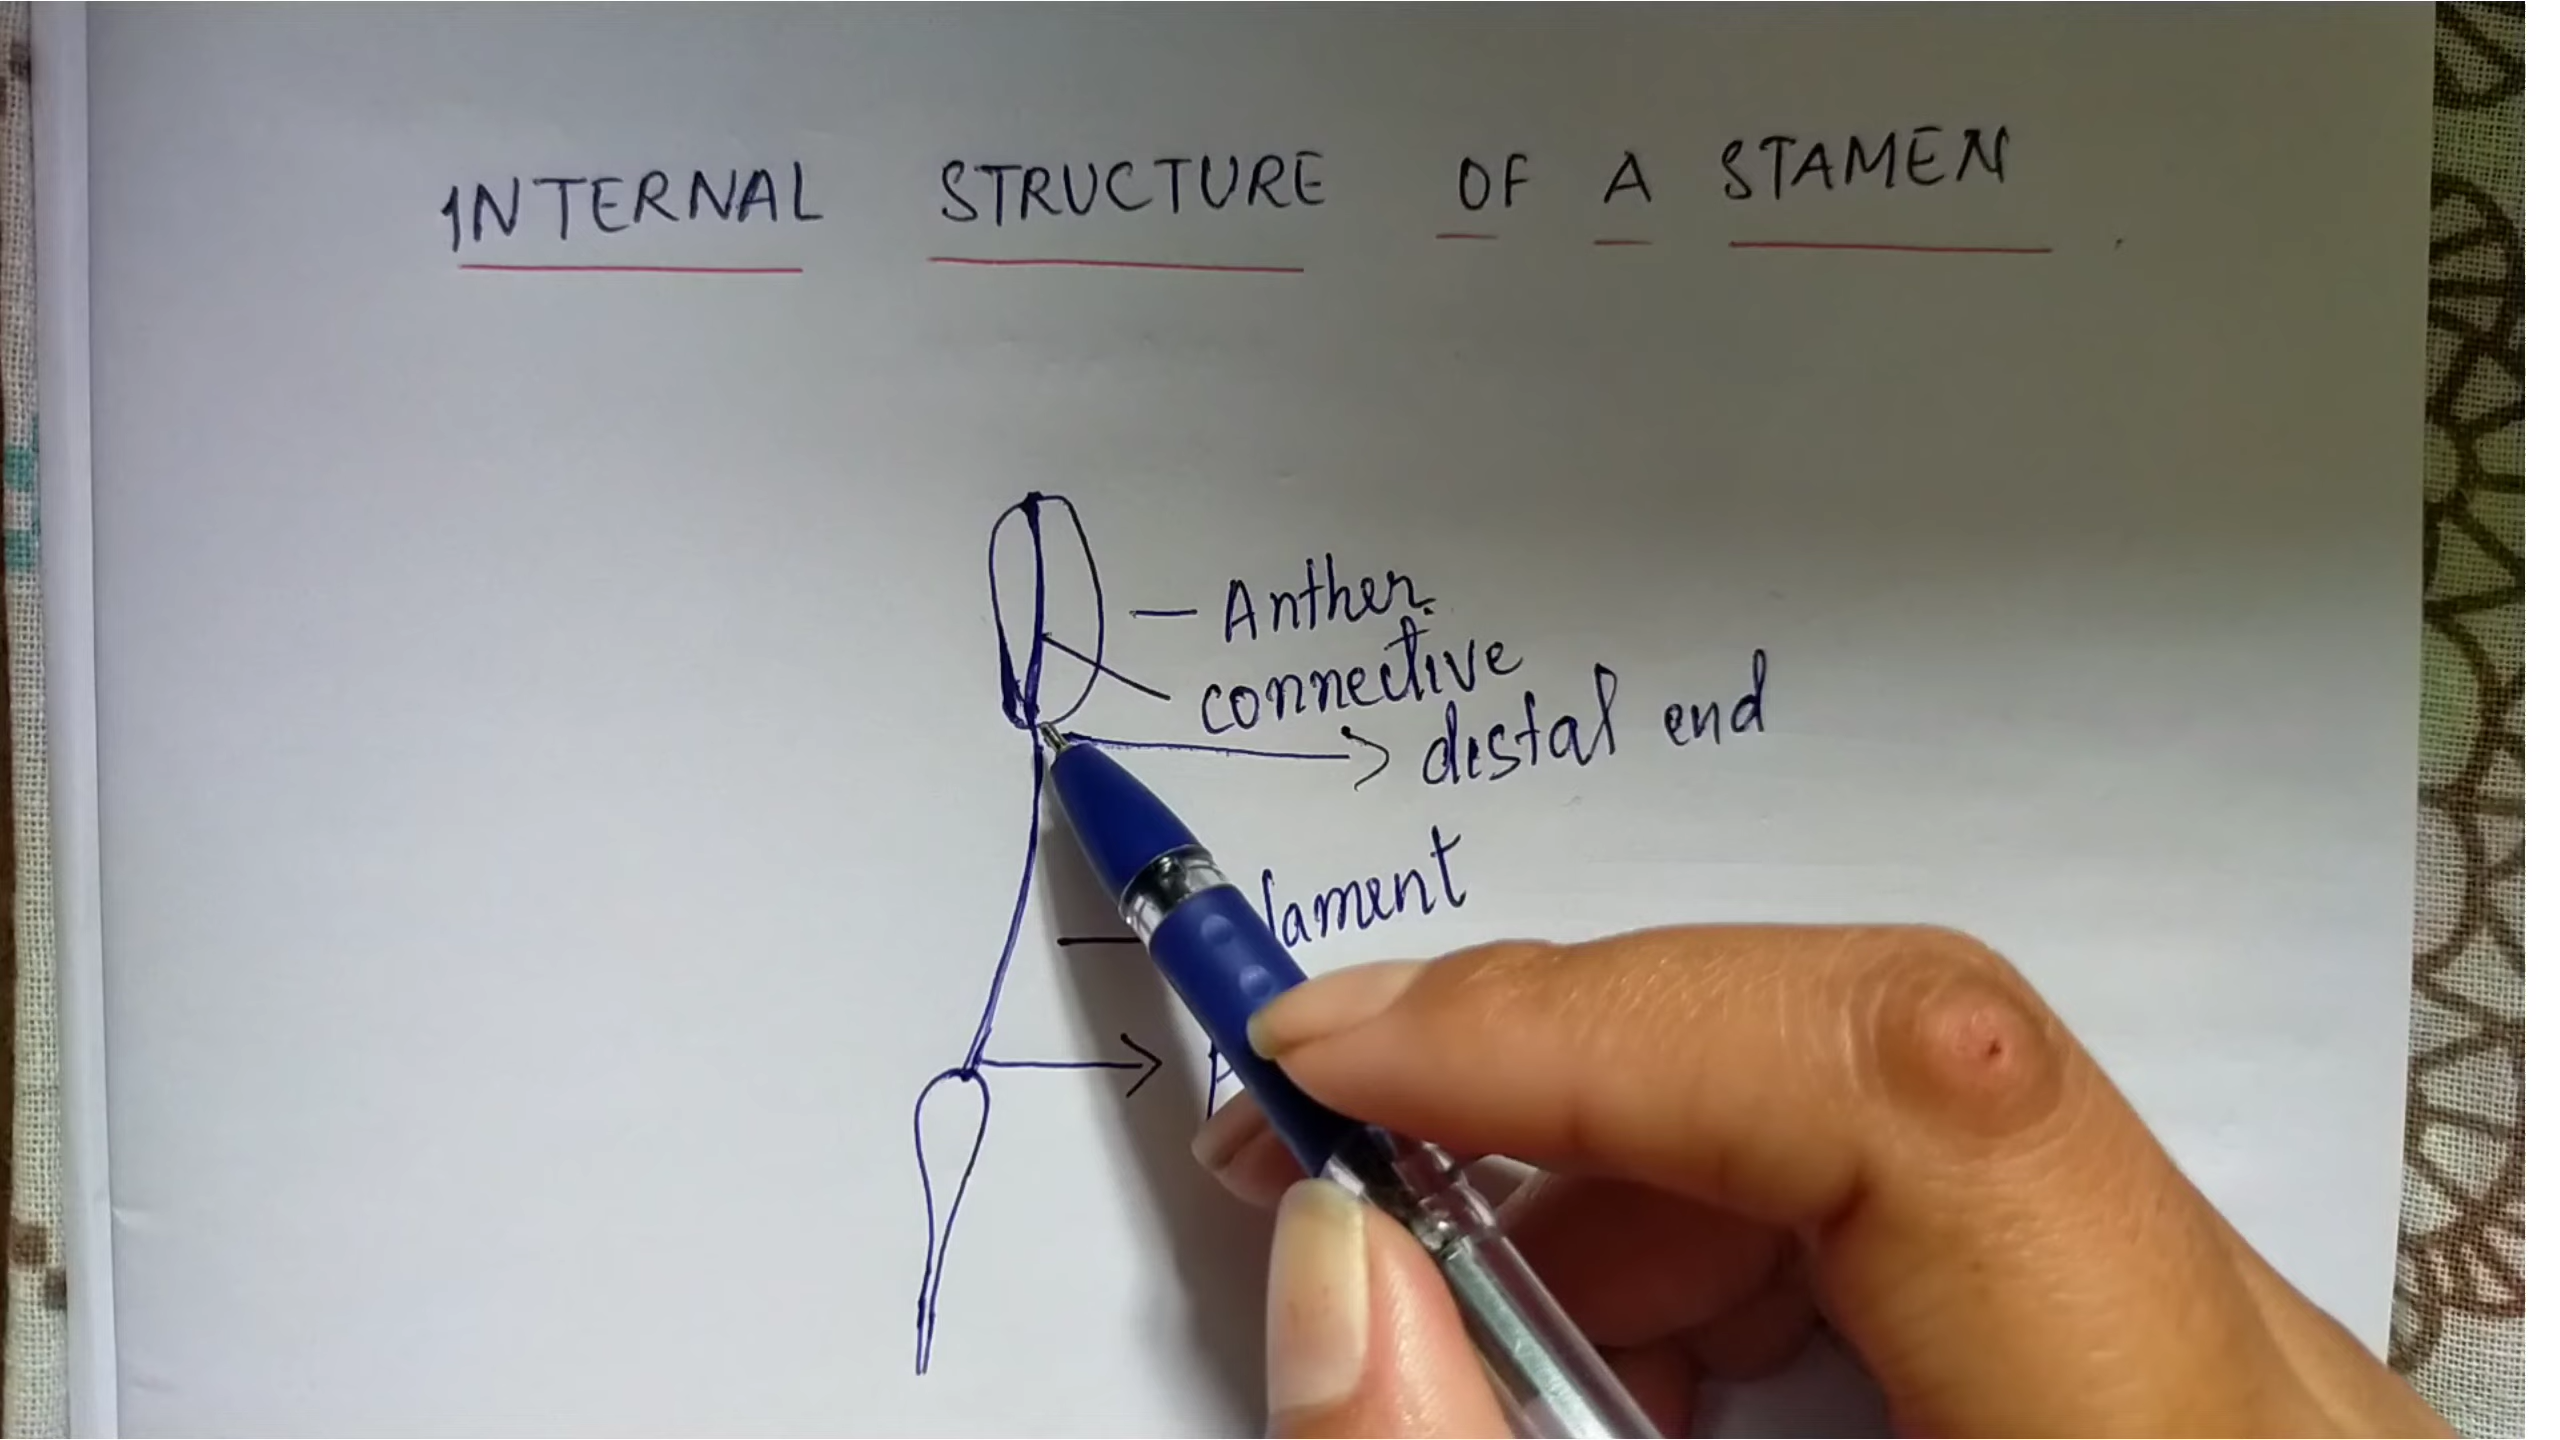 INTERNAL STRUCTURE OF A STAMEN
Anther
connective
distal end
lament